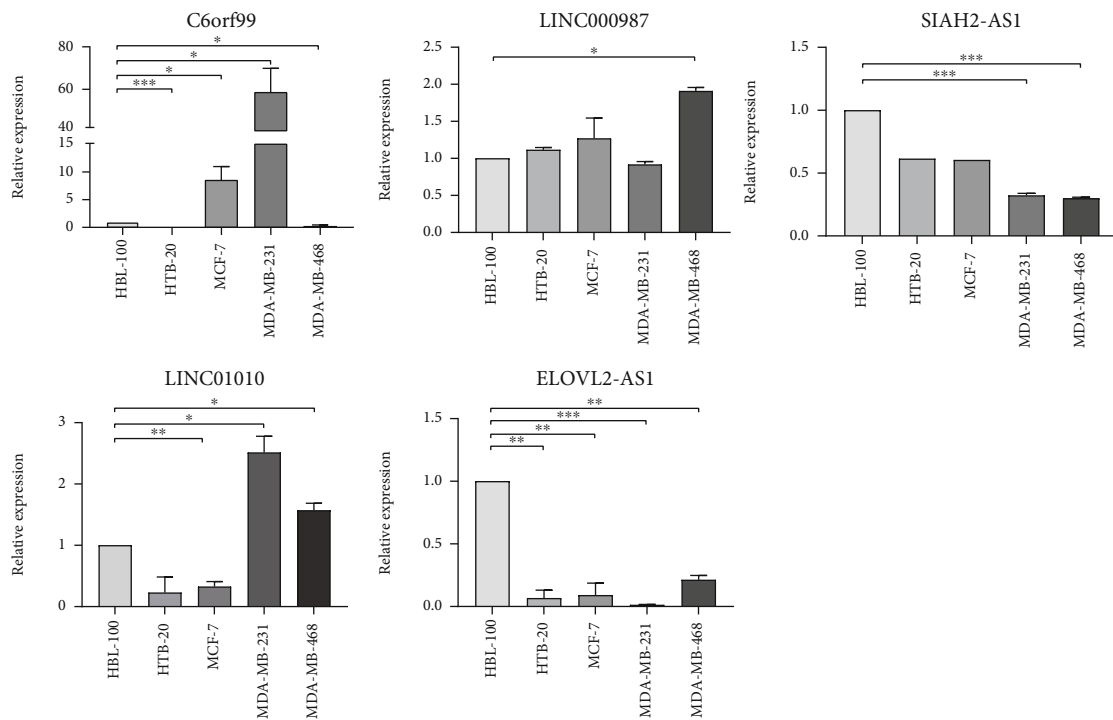 C6orf99
Relative expression
80
60
40
15
10
5
0
*
*
*
***
HBL-100
HTB-20
MCF-7
MDA-MB-231
MDA-MB-468
LINC000987
Relative expression
2.5
2.0
1.5
1.0
0.5
0.0
*
HBL-100
HTB-20
MCF-7
MDA-MB-231
MDA-MB-468
SIAH2-AS1
Relative expression
1.5
1.0
0.5
0.0
***
***
HBL-100
HTB-20
MCF-7
MDA-MB-231
MDA-MB-468
LINC01010
Relative expression
3
2
1
0
*
*
**
HBL-100
HTB-20
MCF-7
MDA-MB-231
MDA-MB-468
ELOVL2-AS1
Relative expression
1.5
1.0
0.5
0.0
**
***
**
**
HBL-100
HTB-20
MCF-7
MDA-MB-231
MDA-MB-468